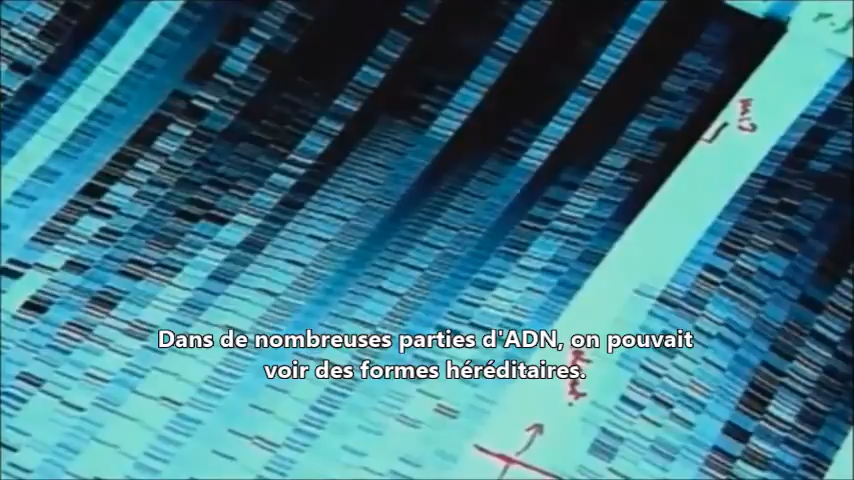 m:?
Dans de nombreuses parties d'ADN, on pouvait
voir des formes héréditaires.